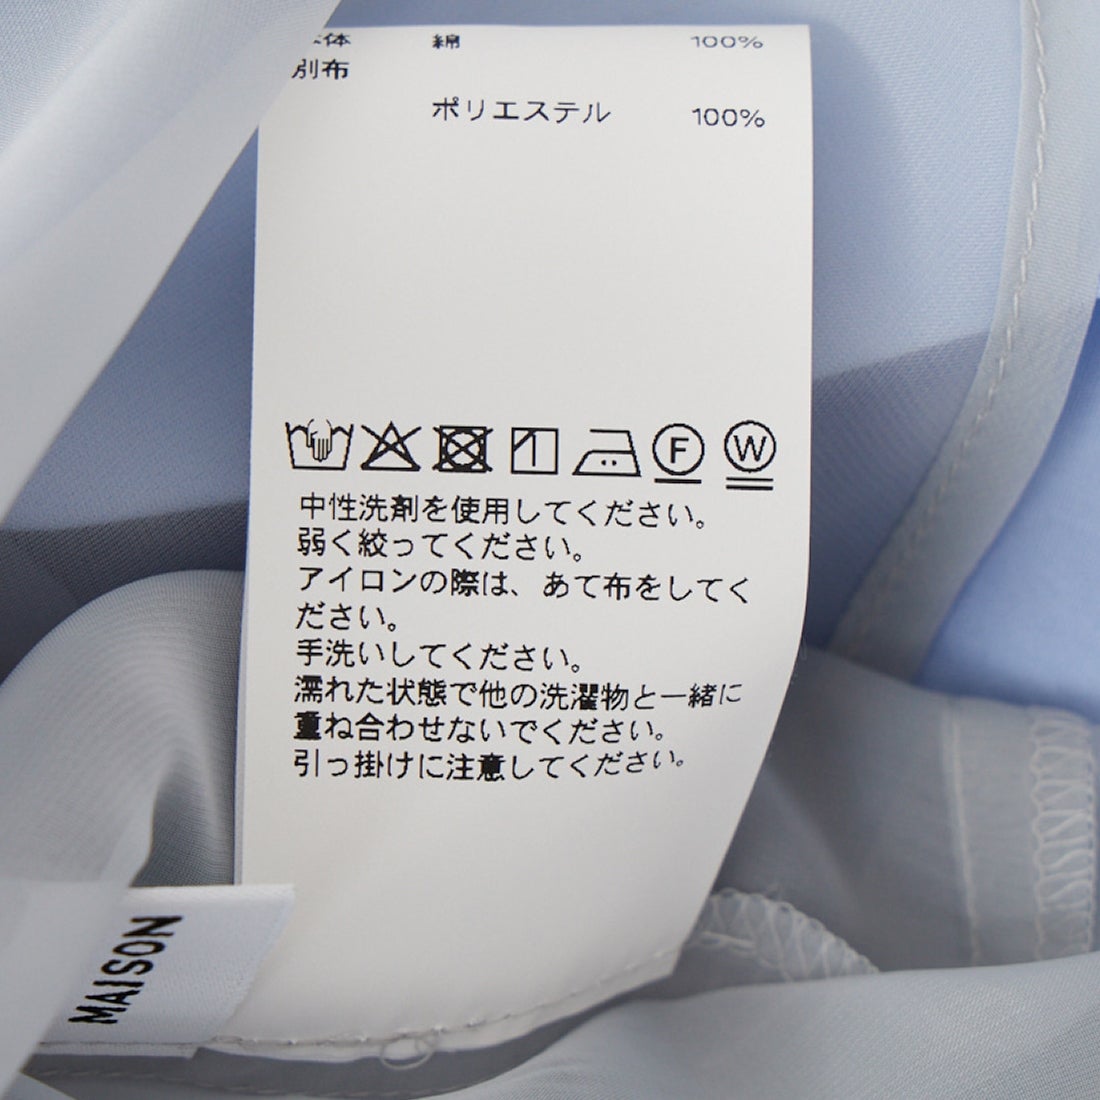 本体 綿 100%
別布
ポリエステル 100%
F W
中性洗剤を使用してください。
弱く絞ってください。
アイロンの際は、あて布をしてく
ださい。
手洗いしてください。
濡れた状態で他の洗濯物と一緒に
重ね合わせないでください。
引っ掛けに注意してください。
MAISON